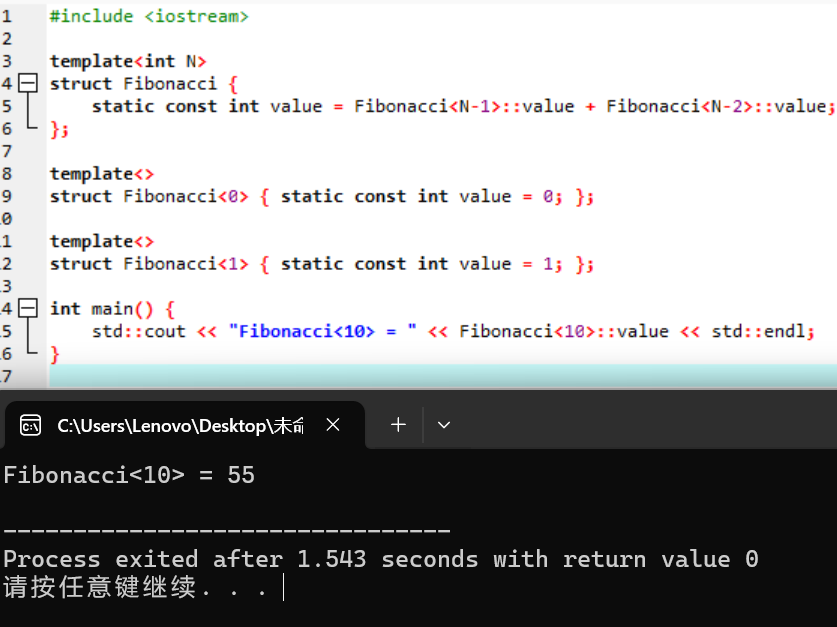 1 #include <iostream>
2
3 template<int N>
4 struct Fibonacci {
5 static const int value = Fibonacci<N-1>::value + Fibonacci<N-2>::value;
6 };
7
8 template<>
9 struct Fibonacci<0> { static const int value = 0; };
.0
.1 template<>
.2 struct Fibonacci<1> { static const int value = 1; };
.3
.4 int main() {
.5 std::cout << "Fibonacci<10> = " << Fibonacci<10>::value << std::endl;
.6 }
.7
C:\Users\Lenovo\Desktop\未命
Fibonacci<10> = 55
--------------------------------
Process exited after 1.543 seconds with return value 0
请按任意键继续. . .